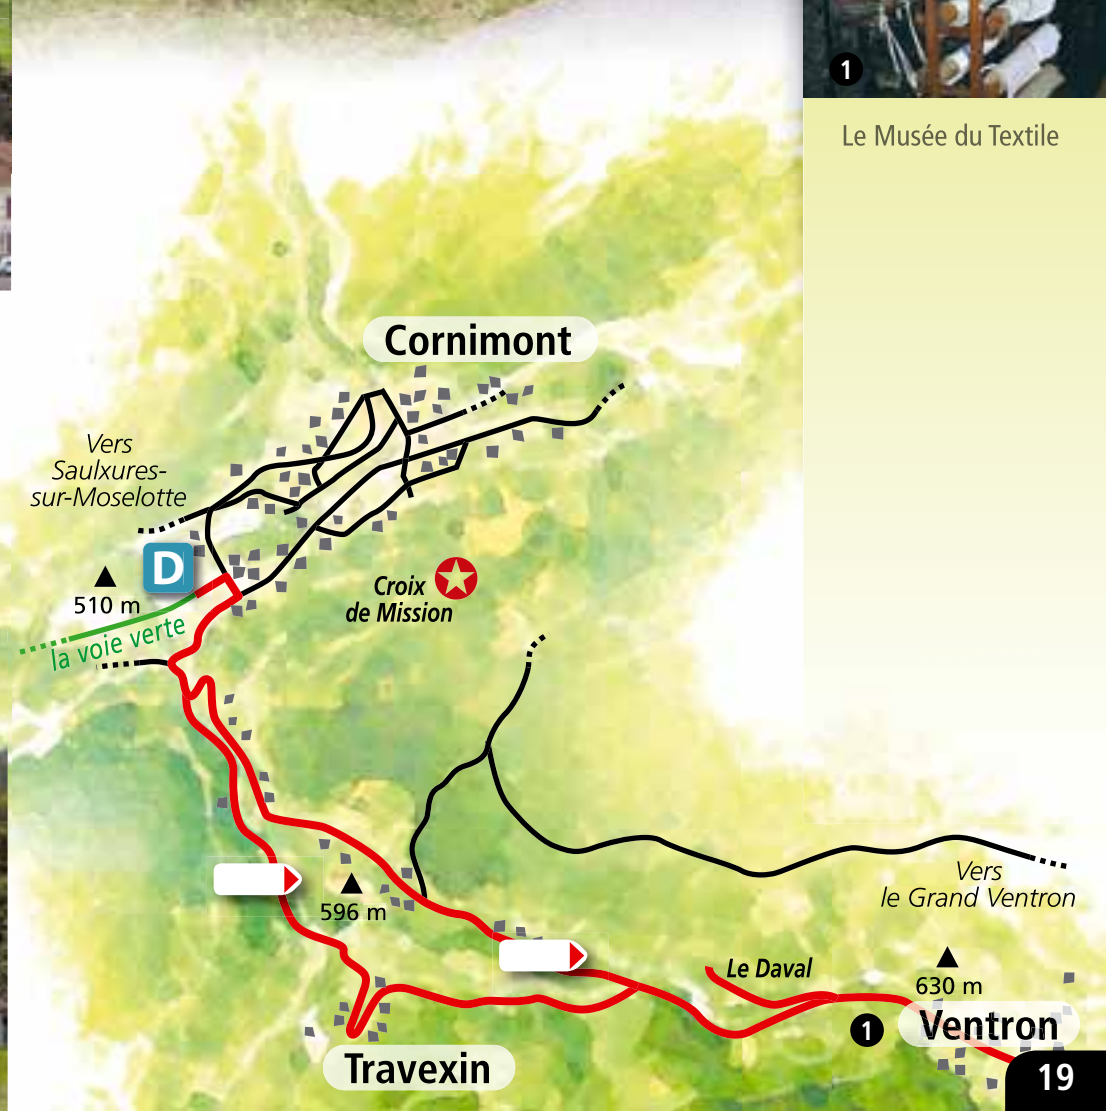 1
Le Musée du Textile
Cornimont
Vers
Saulxures-
sur-Moselotte
D
510 m
la voie verte
Croix
de Mission
596 m
Vers
le Grand Ventron
Le Daval
630 m
1
Ventron
Travexin
19